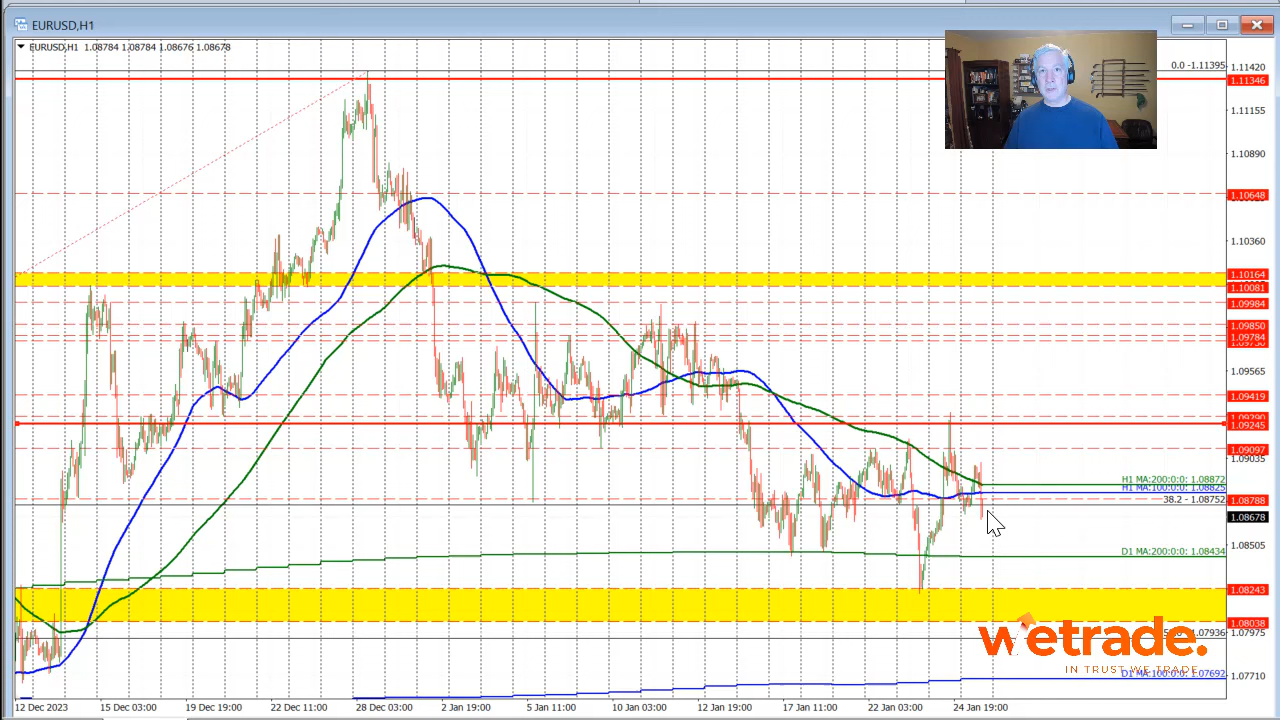 EURUSD,H1
EURUSD,H1 1.08784 1.08784 1.08676 1.08678
0.0 -1.11395
1.11420
1.11346
1.11155
1.10890
1.10648
1.10360
1.10164
1.10081
1.09984
1.09850
1.09784
1.09565
1.09419
1.09245
1.09097
1.09035
H1 MA:200:0:0: 1.08872
H1 MA:100:0:0: 1.08825
38.2 - 1.08752
1.08788
1.08678
1.08505
D1 MA:200:0:0: 1.08434
1.08243
1.08038
1.07936
1.07975
wetrade.
IN TRUST WE TRADE.
D1 MA:100:0:0: 1.07692
1.07710
12 Dec 2023 15 Dec 03:00 19 Dec 19:00 22 Dec 11:00 28 Dec 03:00 2 Jan 19:00 5 Jan 11:00 10 Jan 03:00 12 Jan 19:00 17 Jan 11:00 22 Jan 03:00 24 Jan 19:00